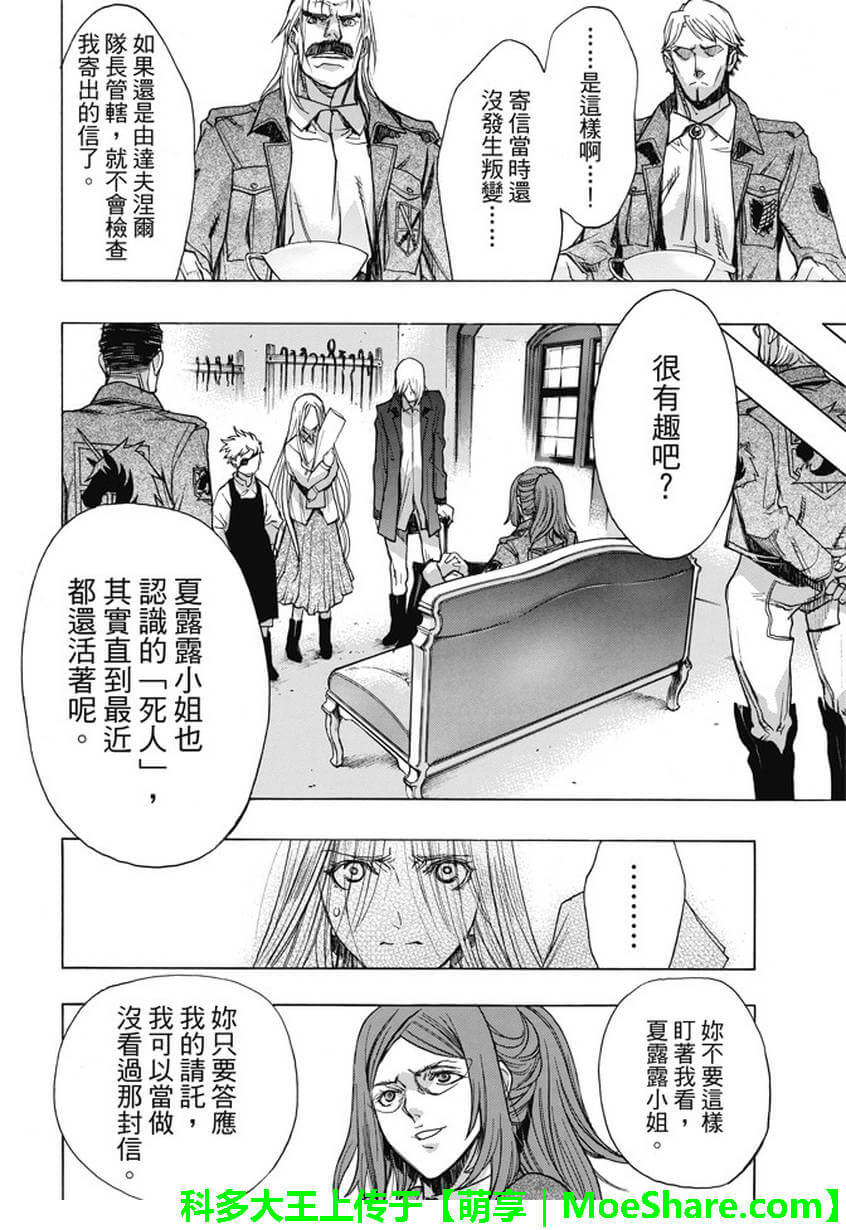 ……是這樣啊…！
寄信當時還
沒發生叛變……
如果還是由達夫涅爾
隊長管轄，就不會檢查
我寄出的信了。
很有趣吧？
夏露露小姐也
認識的「死人」，
其實直到最近
都還活著呢。
……
妳不要這樣
盯著我看，
夏露露小姐。
妳只要答應
我的請託，
我可以當做
沒看過那封信。
科多大王上传于【萌享｜MoeShare.com】